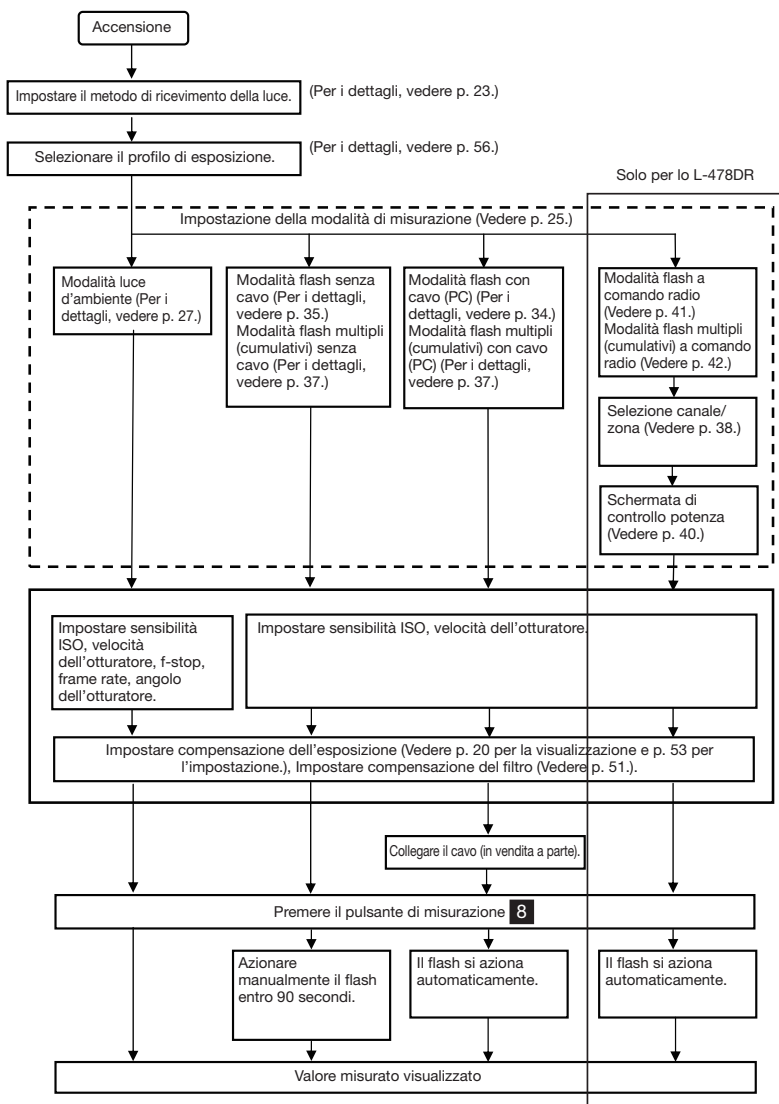 Accensione
Impostare il metodo di ricevimento della luce.
(Per i dettagli, vedere p. 23.)
Selezionare il profilo di esposizione.
(Per i dettagli, vedere p. 56.)
Solo per lo L-478DR
Impostazione della modalità di misurazione (Vedere p. 25.)
Modalità luce
d'ambiente (Per i
dettagli, vedere p. 27.)
Modalità flash senza
cavo (Per i dettagli,
vedere p. 35.)
Modalità flash multipli
(cumulativi) senza
cavo (Per i dettagli,
vedere p. 37.)
Modalità flash con
cavo (PC) (Per i
dettagli, vedere p. 34.)
Modalità flash multipli
(cumulativi) con cavo
(PC) (Per i dettagli,
vedere p. 37.)
Modalità flash a
comando radio
(Vedere p. 41.)
Modalità flash multipli
(cumulativi) a comando
radio (Vedere p. 42.)
Selezione canale/
zona (Vedere p. 38.)
Schermata di
controllo potenza
(Vedere p. 40.)
Impostare sensibilità
ISO, velocità
dell'otturatore, f-stop,
frame rate, angolo
dell'otturatore.
Impostare sensibilità ISO, velocità dell'otturatore.
Impostare compensazione dell'esposizione (Vedere p. 20 per la visualizzazione e p. 53 per
l'impostazione.), Impostare compensazione del filtro (Vedere p. 51.).
Collegare il cavo (in vendita a parte).
Premere il pulsante di misurazione 8
Azionare
manualmente il flash
entro 90 secondi.
Il flash si aziona
automaticamente.
Il flash si aziona
automaticamente.
Valore misurato visualizzato